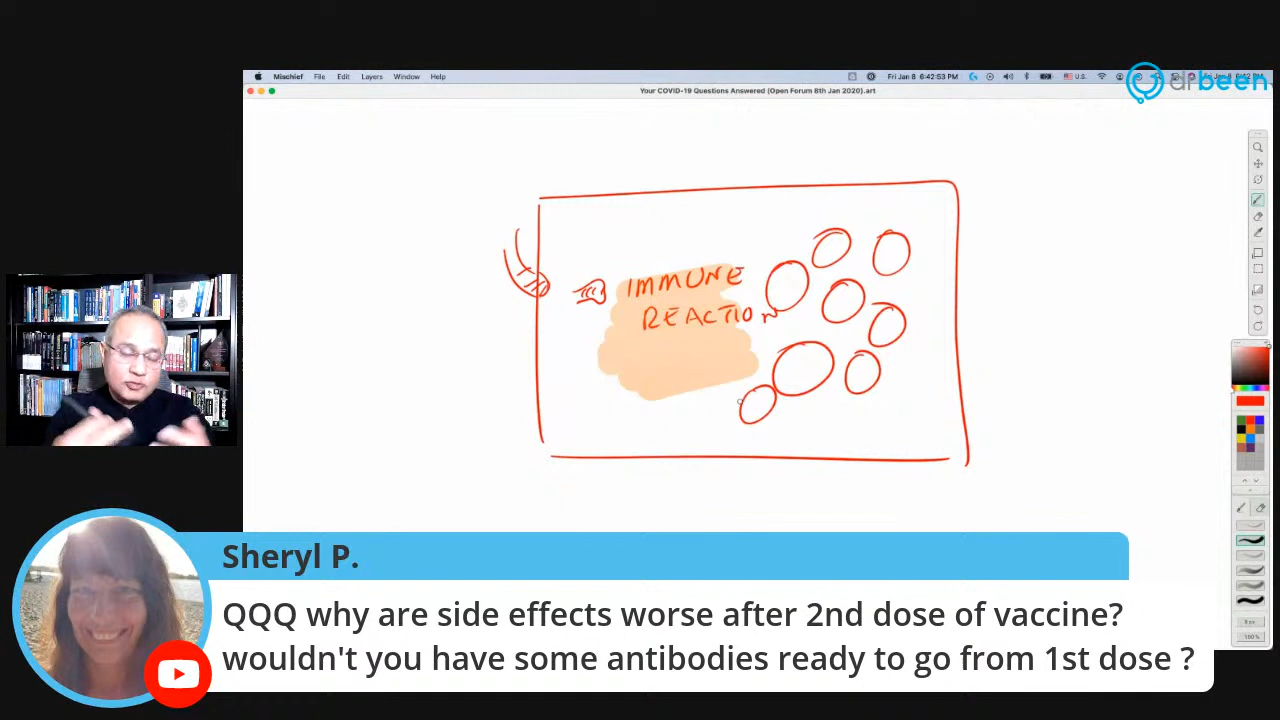 Mischief File Edit Layers Window Help
Fri Jan 8 6:42:53 PM
U.S.
drbeen
Your COVID-19 Questions Answered (Open Forum 8th Jan 2020).art
IMMUNE
REACTION
Sheryl P.
QQQ why are side effects worse after 2nd dose of vaccine?
wouldn't you have some antibodies ready to go from 1st dose ?